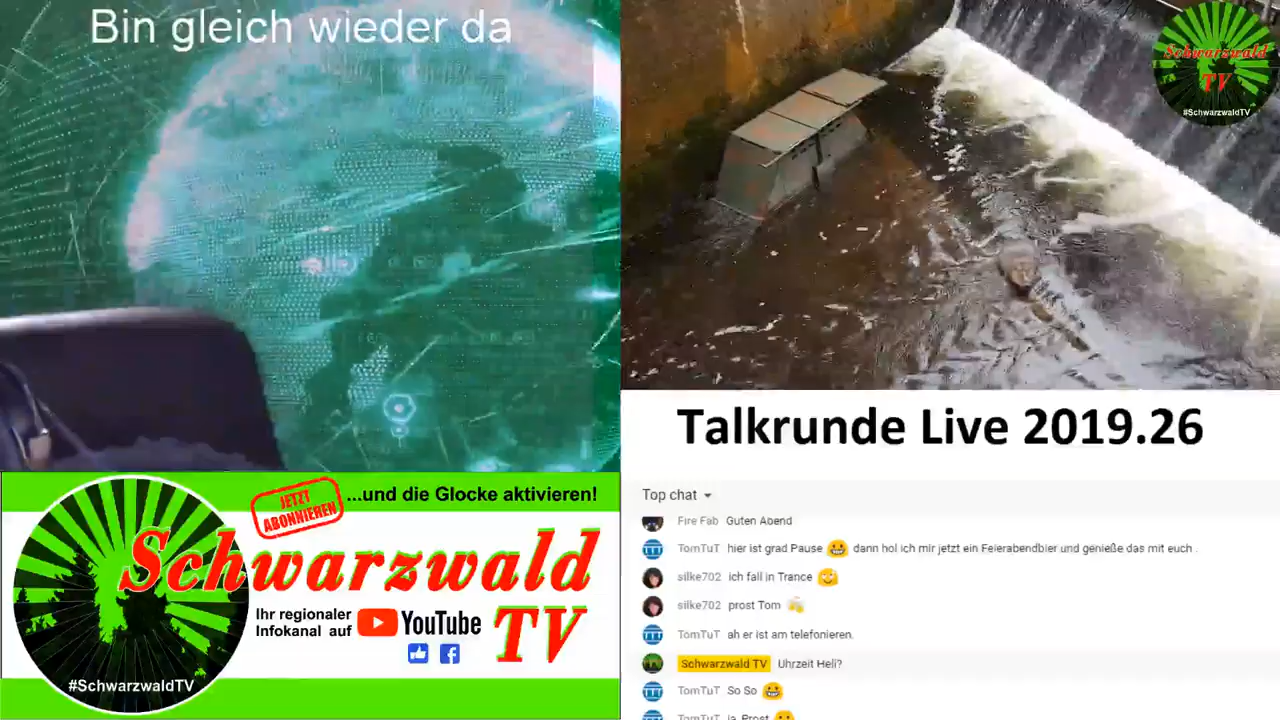 Bin gleich wieder da
Schwarzwald
TV
#SchwarzwaldTV
Talkrunde Live 2019.26
JETZT
ABONNIEREN
...und die Glocke aktivieren!
Schwarzwald
Ihr regionaler
Infokanal auf
YouTube
TV
#SchwarzwaldTV
Top chat
Fire Fab Guten Abend
TomTuT hier ist grad Pause dann hol ich mir jetzt ein Feierabendbier und genieße das mit euch .
silke702 ich fall in Trance
silke702 prost Tom
TomTuT ah er ist am telefonieren.
Schwarzwald TV Uhrzeit Heli?
TomTuT So So
TomTuT ja, Prost